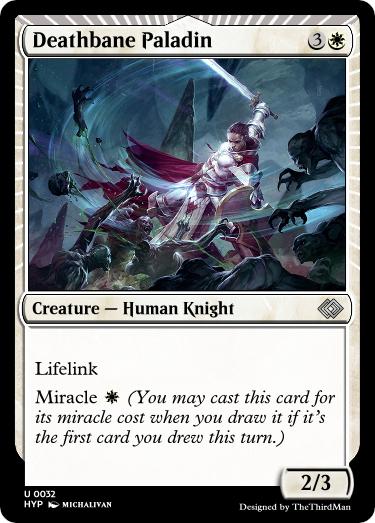 Deathbane Paladin 3
Creature — Human Knight
Lifelink
Miracle (You may cast this card for
its miracle cost when you draw it if it's
the first card you drew this turn.)
2/3
U 0032
HYP MICHALIVAN
Designed by TheThirdMan